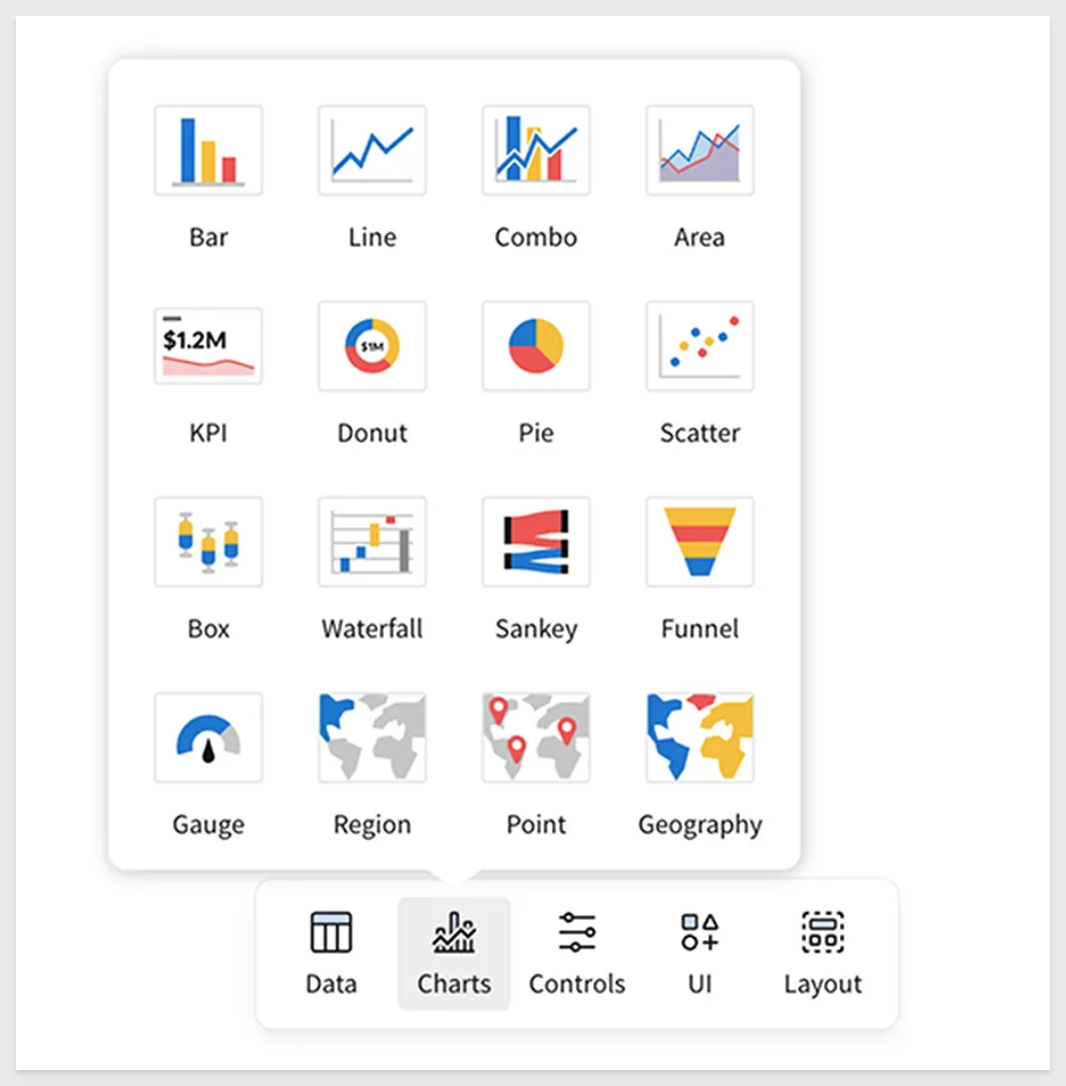 Bar
Line
Combo
Area
$1.2M
$1M
KPI
Donut
Pie
Scatter
Box
Waterfall
Sankey
Funnel
Gauge
Region
Point
Geography
Data
Charts
Controls
UI
Layout